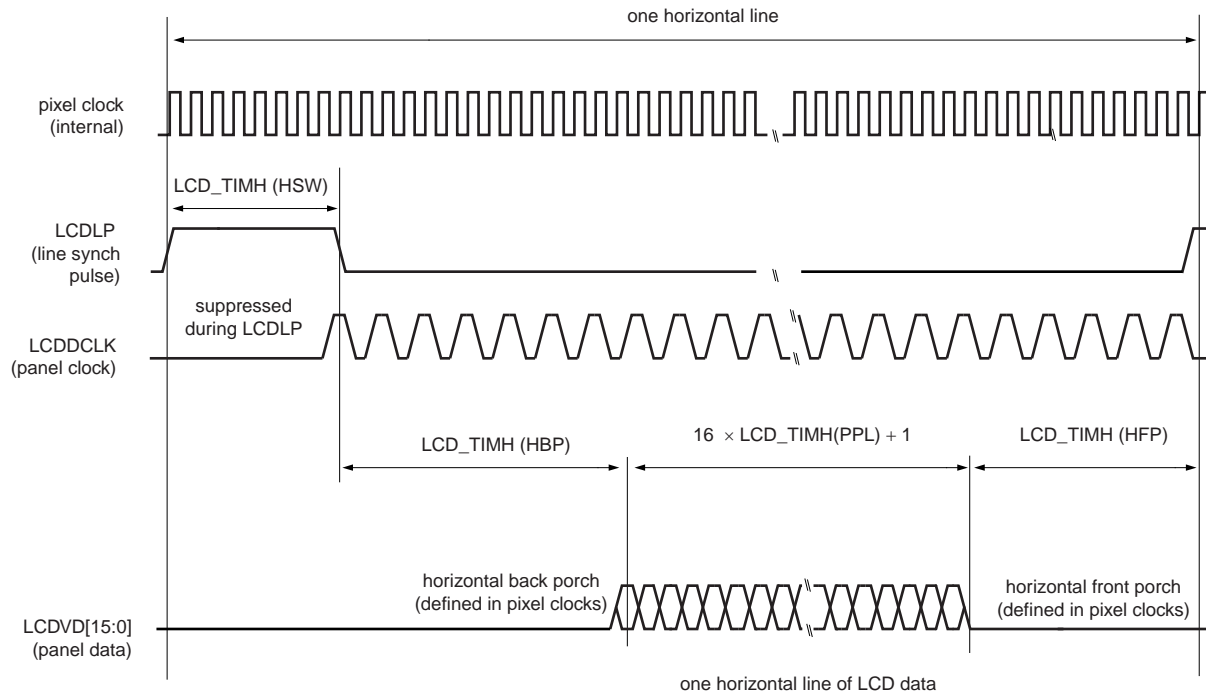 one horizontal line
pixel clock
(internal)
LCD_TIMH (HSW)
LCDLP
(line synch
pulse)
suppressed
during LCDLP
LCDDCLK
(panel clock)
LCD_TIMH (HBP)
16 × LCD_TIMH(PPL) + 1
LCD_TIMH (HFP)
horizontal back porch
(defined in pixel clocks)
horizontal front porch
(defined in pixel clocks)
LCDVD[15:0]
(panel data)
one horizontal line of LCD data